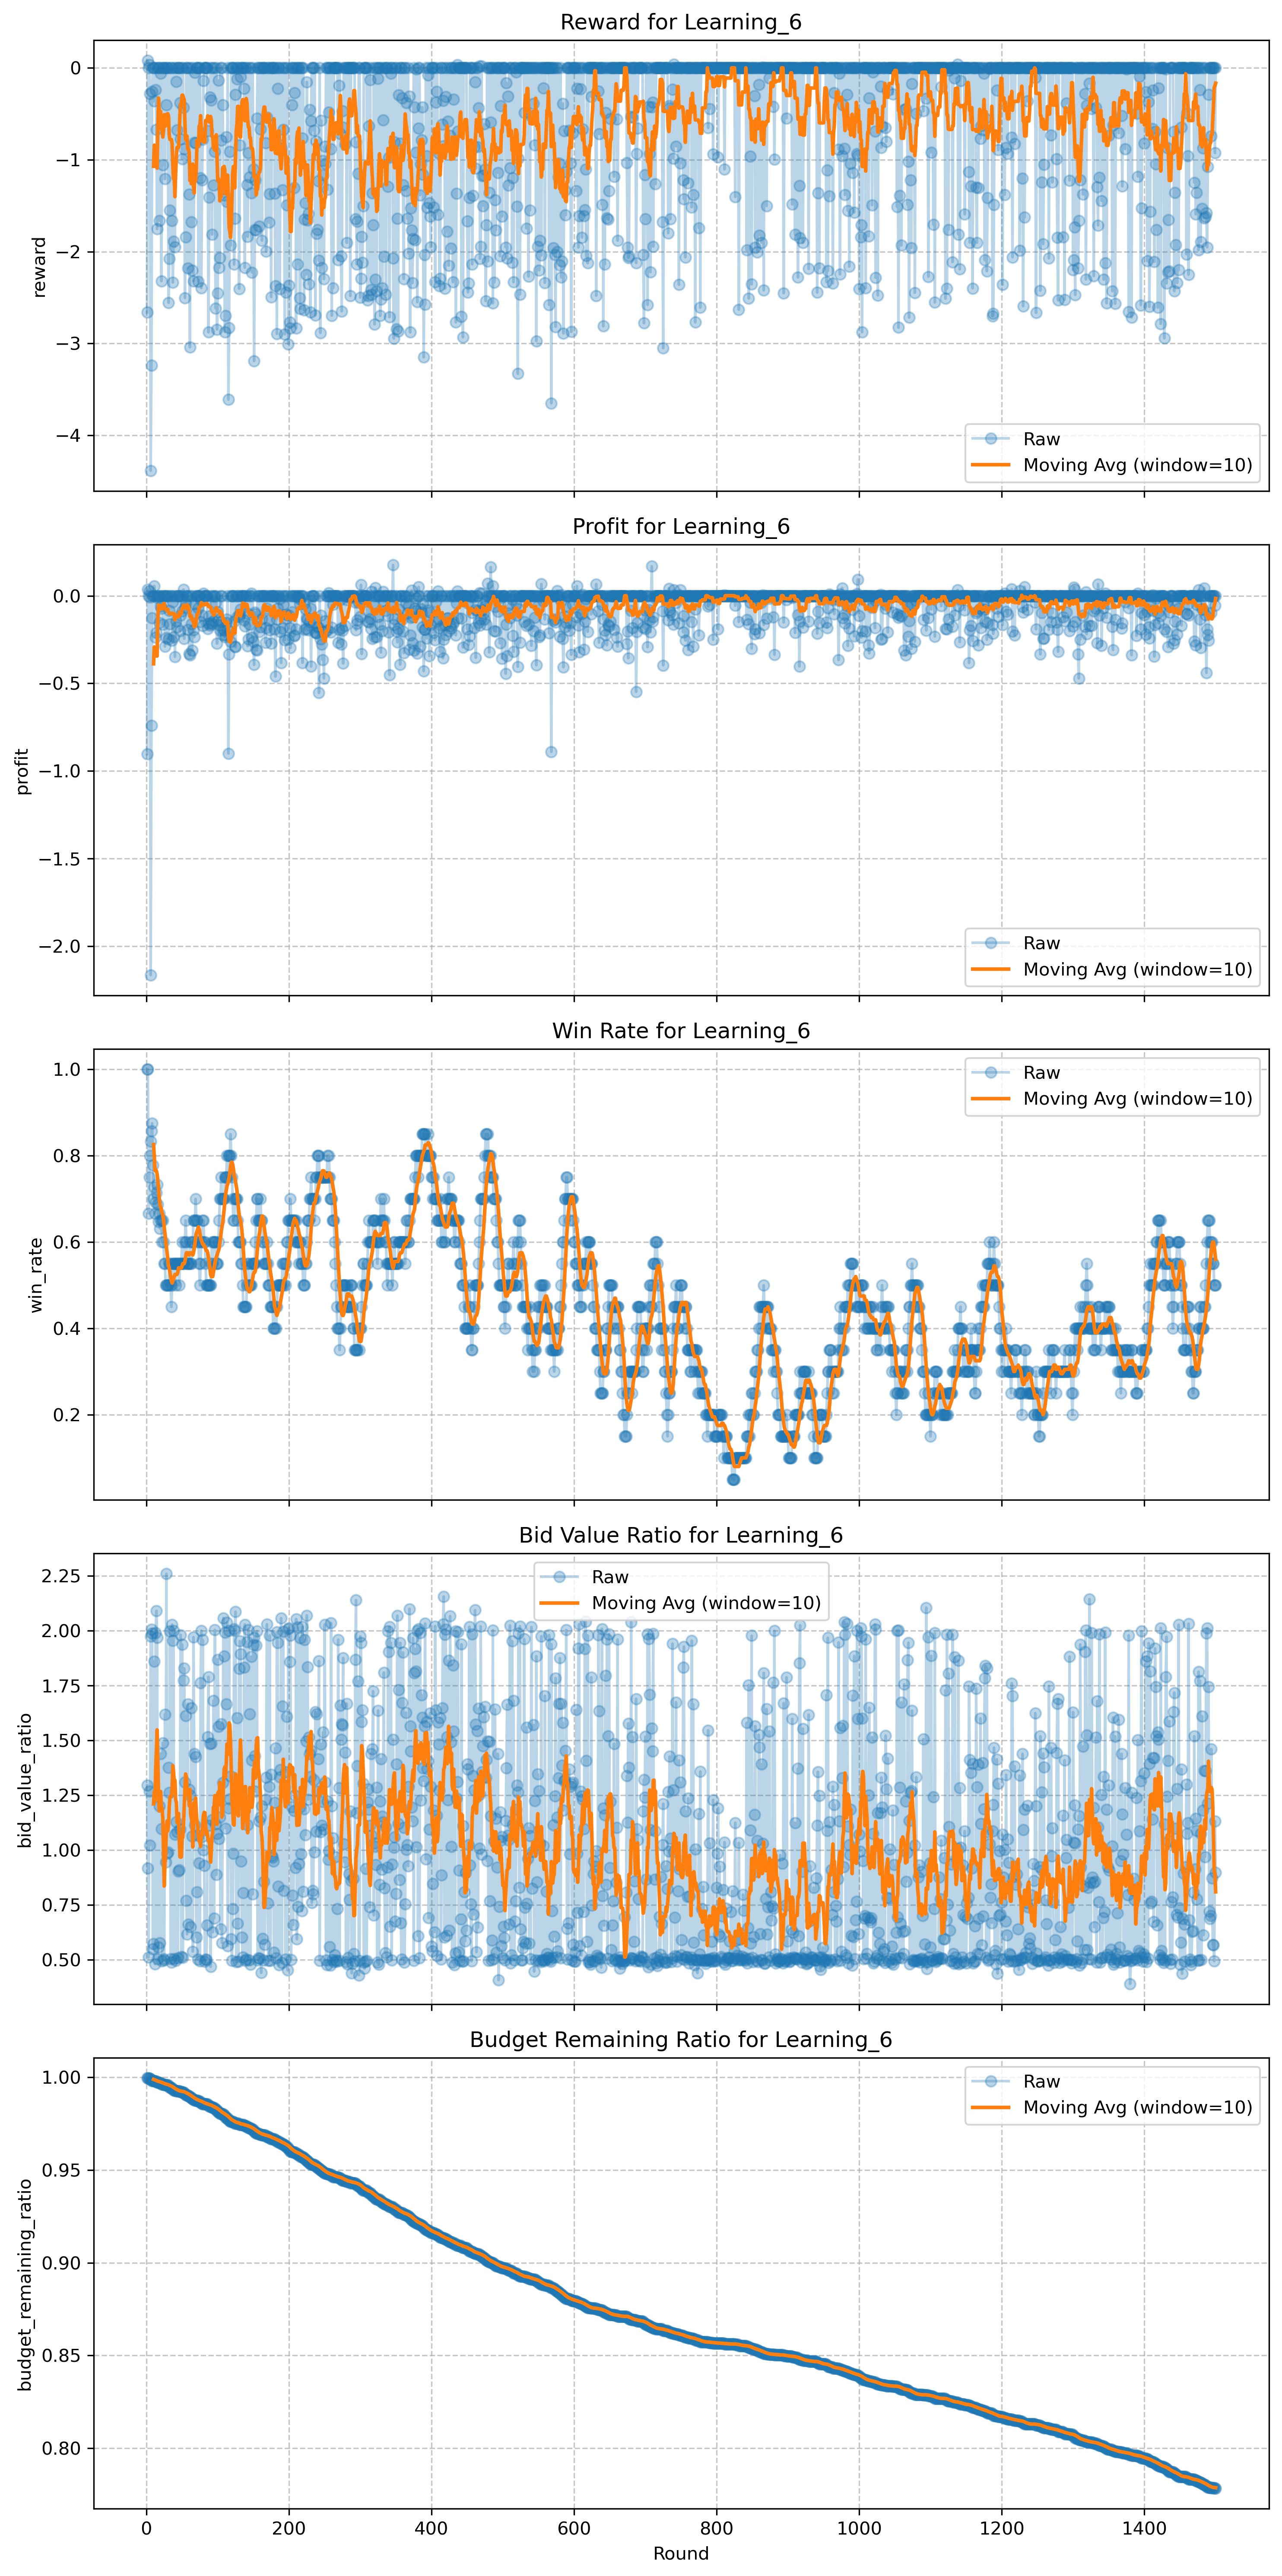 Reward for Learning_6
0
−1
−2
−3
−4
reward
Raw
Moving Avg (window=10)
Profit for Learning_6
0.0
−0.5
−1.0
−1.5
−2.0
profit
Raw
Moving Avg (window=10)
Win Rate for Learning_6
1.0
0.8
0.6
0.4
0.2
win_rate
Raw
Moving Avg (window=10)
Bid Value Ratio for Learning_6
2.25
2.00
1.75
1.50
1.25
1.00
0.75
0.50
bid_value_ratio
Raw
Moving Avg (window=10)
Budget Remaining Ratio for Learning_6
1.00
0.95
0.90
0.85
0.80
budget_remaining_ratio
Raw
Moving Avg (window=10)
0 200 400 600 800 1000 1200 1400
Round